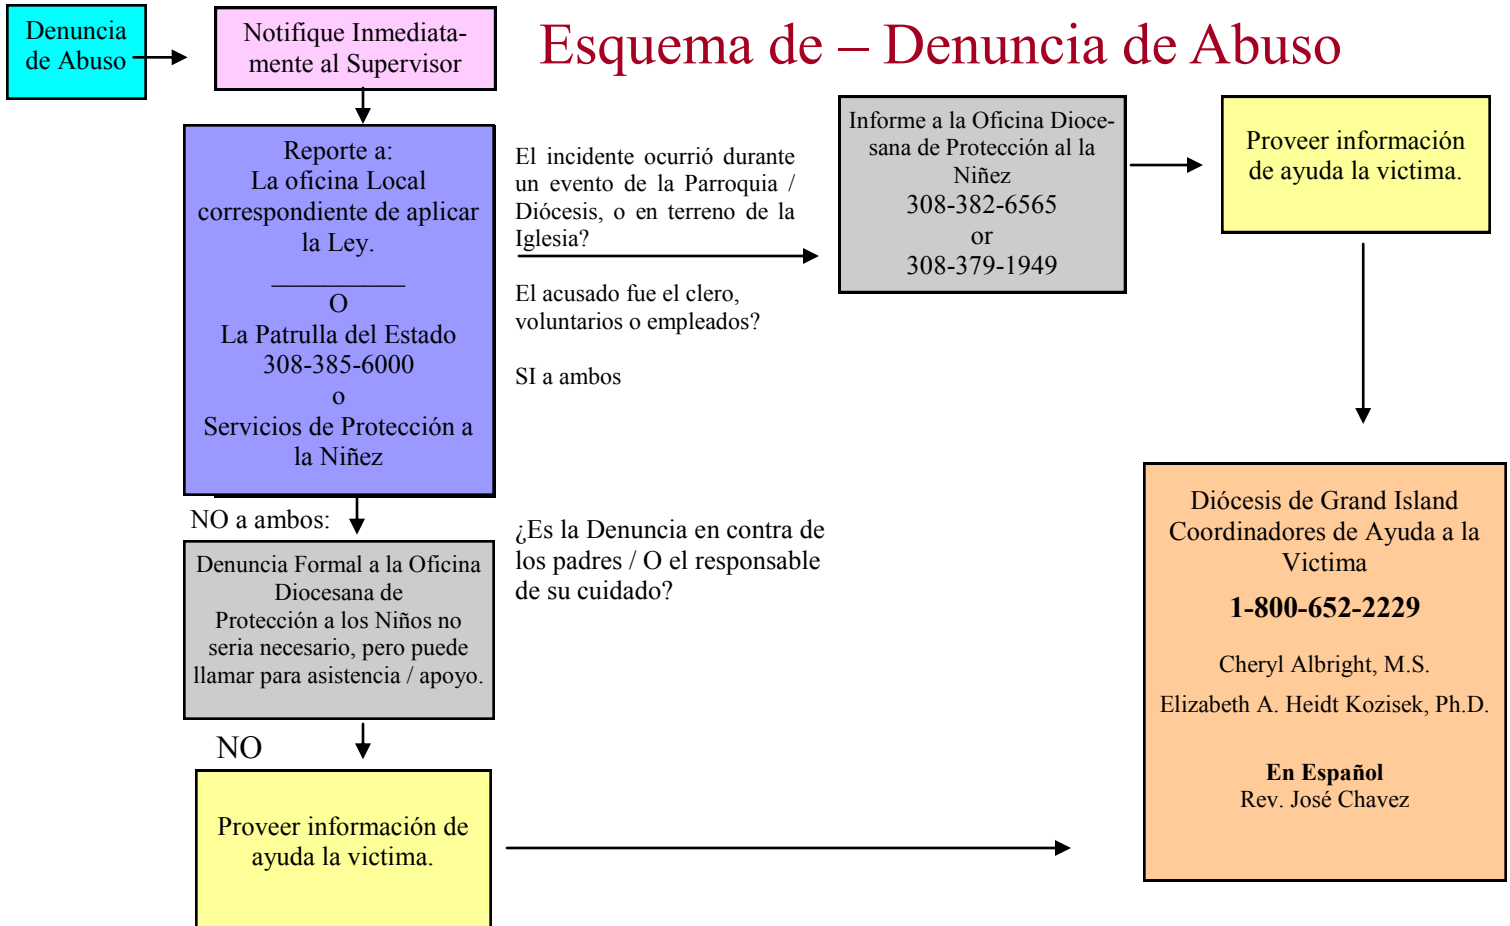 Denuncia
de Abuso
Notifique Inmediata-
mente al Supervisor
Esquema de – Denuncia de Abuso
Reporte a:
La oficina Local
correspondiente de aplicar
la Ley.
__________
O
La Patrulla del Estado
308-385-6000
o
Servicios de Protección a
la Niñez
El incidente ocurrió durante
un evento de la Parroquia /
Diócesis, o en terreno de la
Iglesia?
El acusado fue el clero,
voluntarios o empleados?
SI a ambos
Informe a la Oficina Dioce-
sana de Protección al la
Niñez
308-382-6565
or
308-379-1949
Proveer información
de ayuda la victima.
NO a ambos:
Denuncia Formal a la Oficina
Diocesana de
Protección a los Niños no
seria necesario, pero puede
llamar para asistencia / apoyo.
¿Es la Denuncia en contra de
los padres / O el responsable
de su cuidado?
NO
Proveer información de
ayuda la victima.
Diócesis de Grand Island
Coordinadores de Ayuda a la
Victima
1-800-652-2229
Cheryl Albright, M.S.
Elizabeth A. Heidt Kozisek, Ph.D.
En Español
Rev. José Chavez